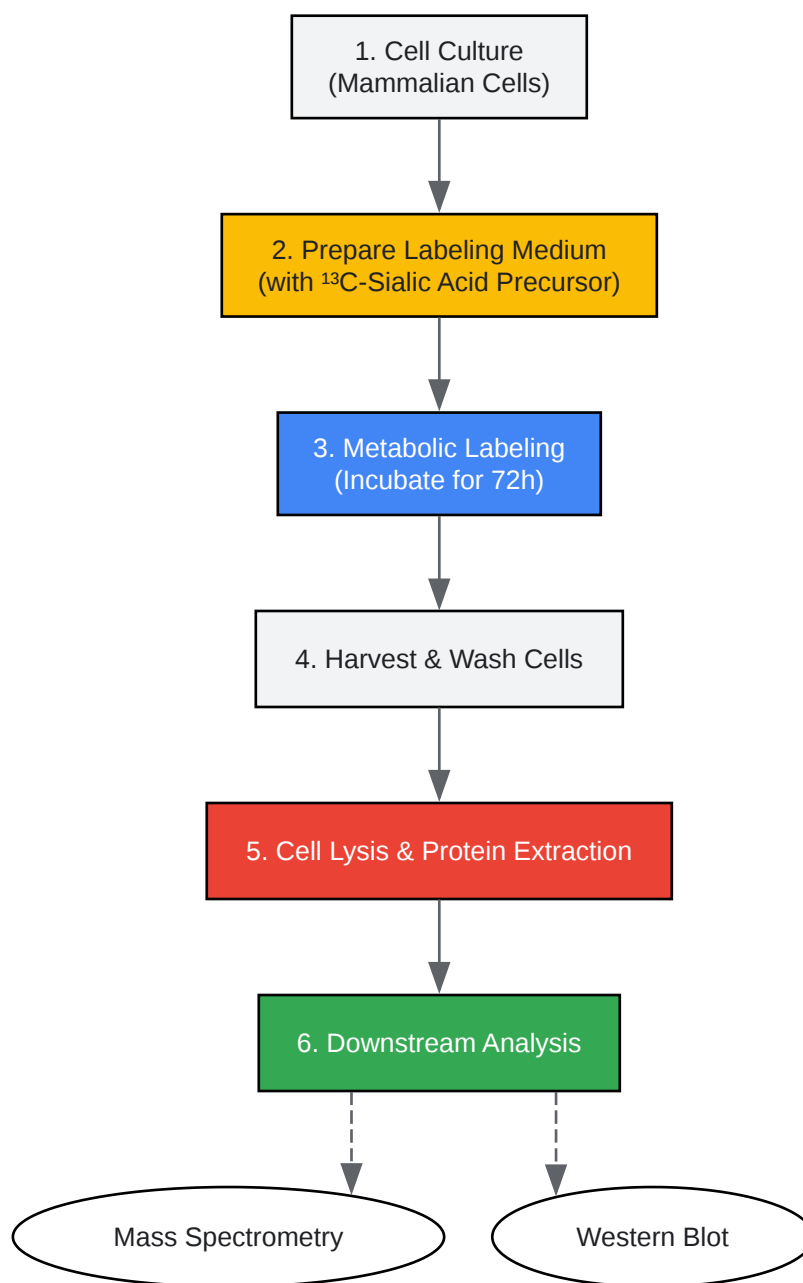 1. Cell Culture
(Mammalian Cells)
2. Prepare Labeling Medium
(with ¹³C-Sialic Acid Precursor)
3. Metabolic Labeling
(Incubate for 72h)
4. Harvest & Wash Cells
5. Cell Lysis & Protein Extraction
6. Downstream Analysis
Mass Spectrometry
Western Blot